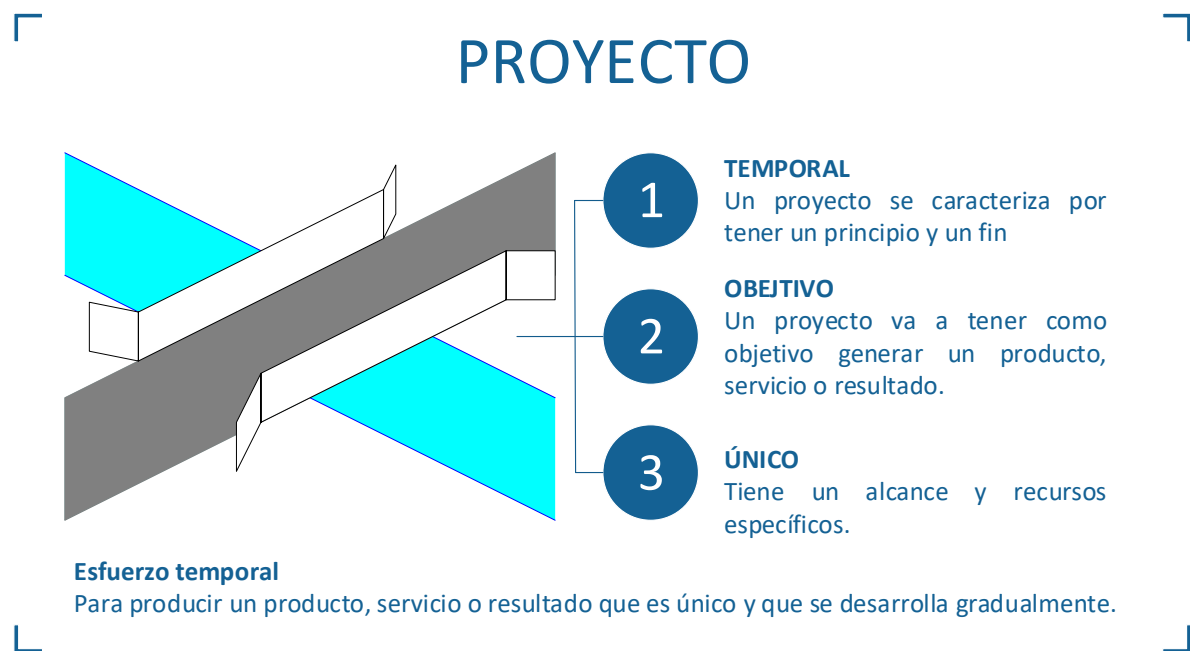 PROYECTO
1
TEMPORAL
Un proyecto se caracteriza por
tener un principio y un fin
2
OBEJTIVO
Un proyecto va a tener como
objetivo generar un producto,
servicio o resultado.
3
ÚNICO
Tiene un alcance y recursos
específicos.
Esfuerzo temporal
Para producir un producto, servicio o resultado que es único y que se desarrolla gradualmente.